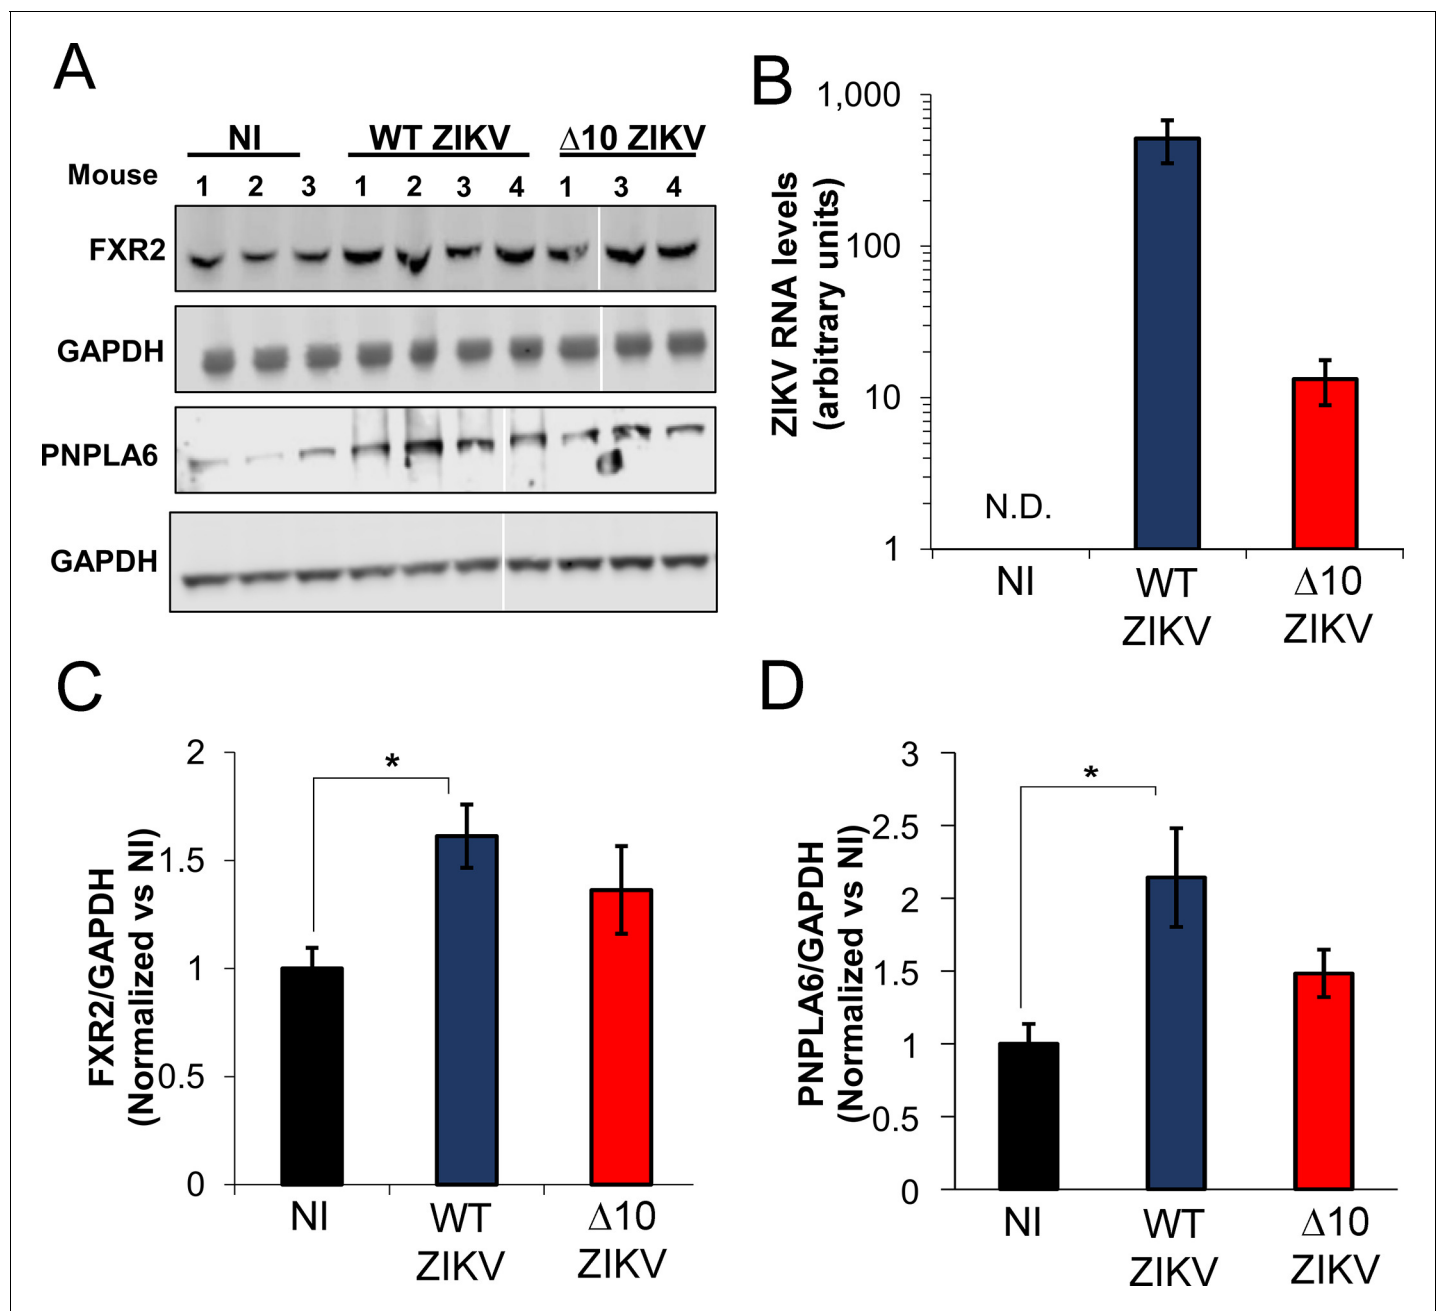 A
NI WT ZIKV Δ10 ZIKV
Mouse 1 2 3 1 2 3 4 1 3 4
FXR2
GAPDH
PNPLA6
GAPDH
B
ZIKV RNA levels
(arbitrary units)
1,000
100
10
1
N.D.
NI WT Δ10
ZIKV ZIKV
C
FXR2/GAPDH
(Normalized vs NI)
2
1.5
1
0.5
0
*
NI WT Δ10
ZIKV ZIKV
D
PNPLA6/GAPDH
(Normalized vs NI)
3
2.5
2
1.5
1
0.5
0
*
NI WT Δ10
ZIKV ZIKV